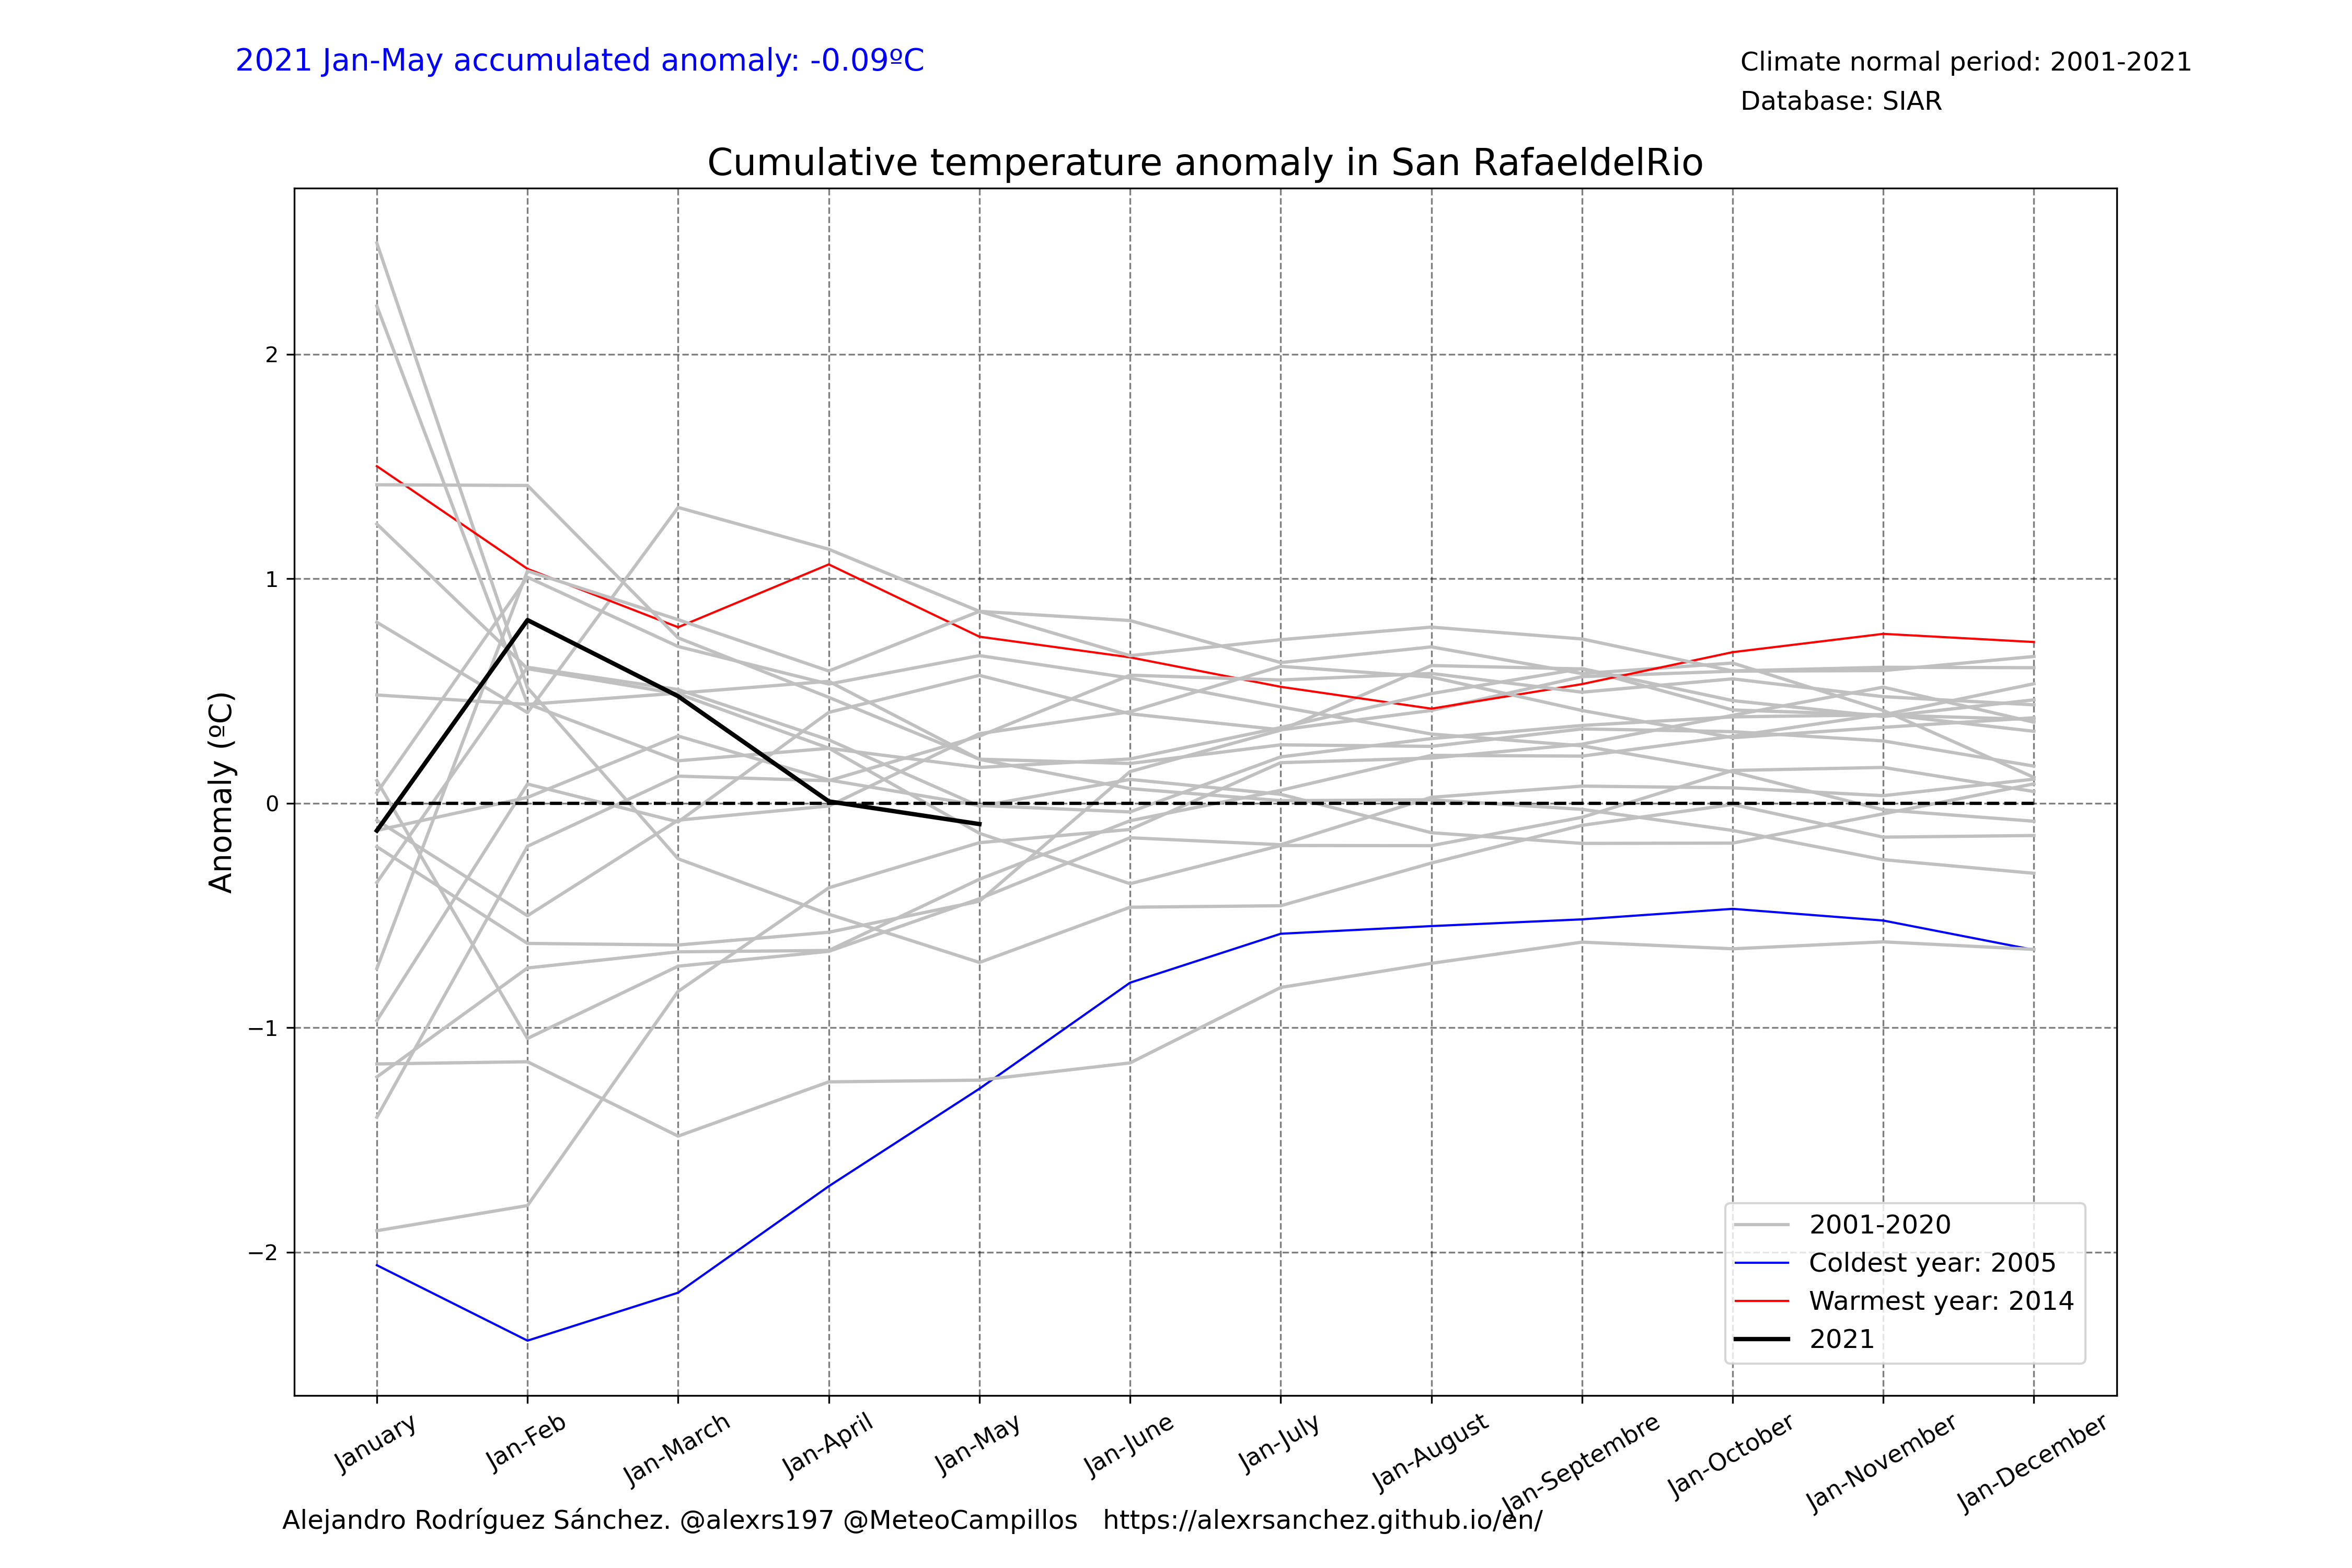 2021 Jan-May accumulated anomaly: -0.09ºC
Climate normal period: 2001-2021
Database: SIAR
Cumulative temperature anomaly in San RafaeldelRio
Anomaly (ºC)
2
1
0
−1
−2
2001-2020
Coldest year: 2005
Warmest year: 2014
2021
January
Jan-Feb
Jan-March
Jan-April
Jan-May
Jan-June
Jan-July
Jan-August
Jan-Septembre
Jan-October
Jan-November
Jan-December
Alejandro Rodríguez Sánchez. @alexrs197 @MeteoCampillos   https://alexrsanchez.github.io/en/